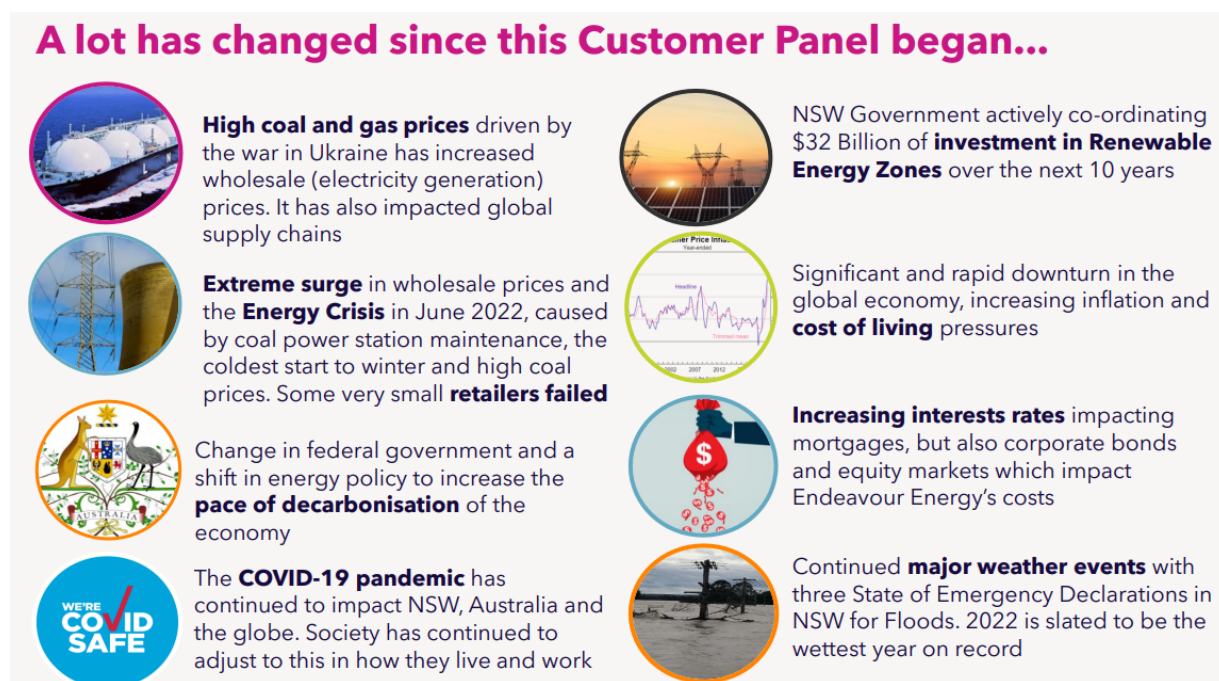 A lot has changed since this Customer Panel began...
High coal and gas prices driven by
the war in Ukraine has increased
wholesale (electricity generation)
prices. It has also impacted global
supply chains
Extreme surge in wholesale prices and
the Energy Crisis in June 2022, caused
by coal power station maintenance, the
coldest start to winter and high coal
prices. Some very small retailers failed
AUSTRALIA
Change in federal government and a
shift in energy policy to increase the
pace of decarbonisation of the
economy
WE'RE
COVID
SAFE
The COVID-19 pandemic has
continued to impact NSW, Australia and
the globe. Society has continued to
adjust to this in how they live and work
NSW Government actively co-ordinating
$32 Billion of investment in Renewable
Energy Zones over the next 10 years
mer Price Infla
Year-ended
Headline
Trimmed mean
2002 2007 2012
Significant and rapid downturn in the
global economy, increasing inflation and
cost of living pressures
$
Increasing interests rates impacting
mortgages, but also corporate bonds
and equity markets which impact
Endeavour Energy's costs
Continued major weather events with
three State of Emergency Declarations in
NSW for Floods. 2022 is slated to be the
wettest year on record